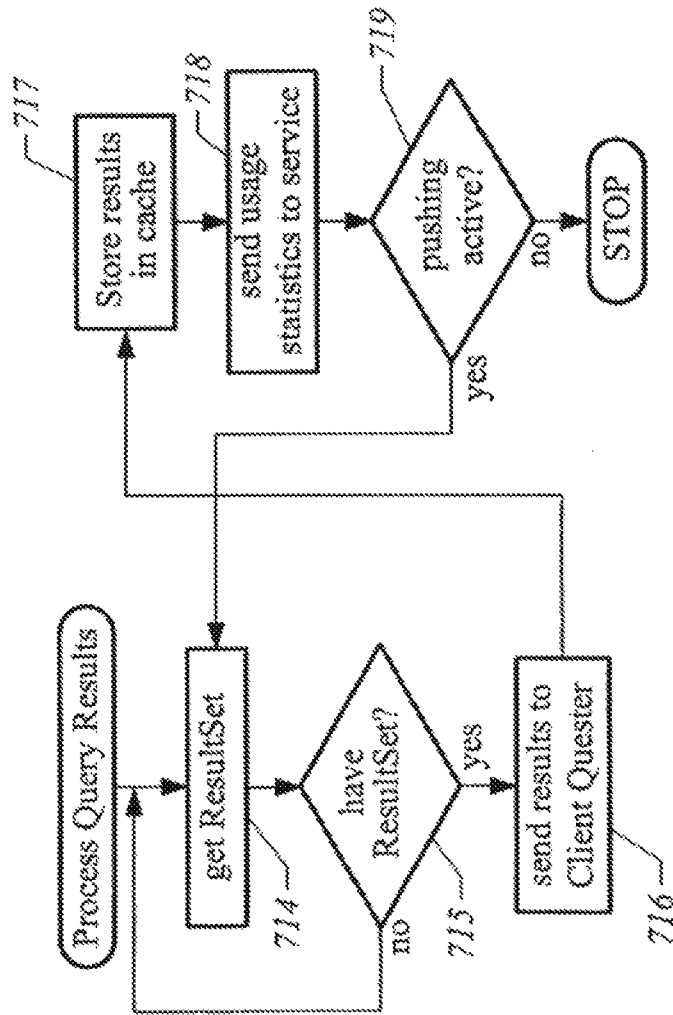 Process Query Results
get ResultSet
714
have
ResultSet?
no
yes
715
send results to
Client Quester
716
717
Store results
in cache
718
send usage
statistics to service
719
pushing
active?
yes
no
STOP